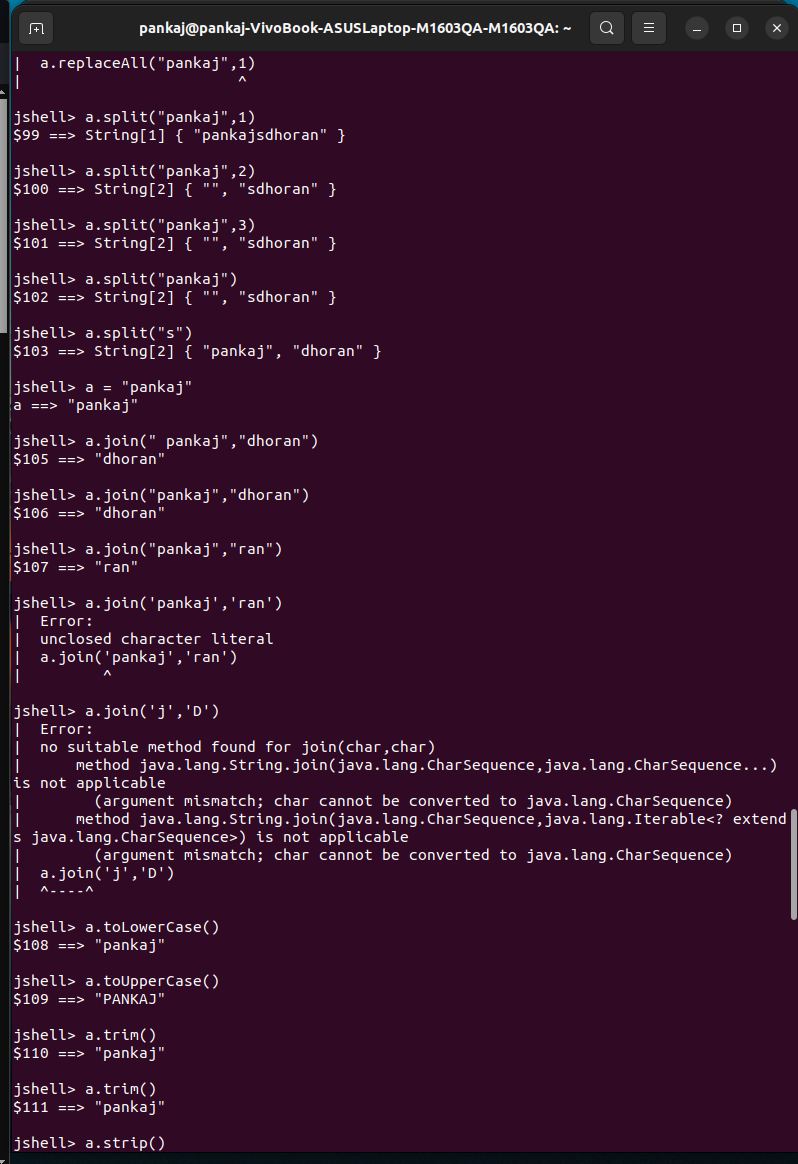 pankaj@pankaj-VivoBook-ASUSLaptop-M1603QA-M1603QA: ~
|  a.replaceAll("pankaj",1)
|                        ^
jshell> a.split("pankaj",1)
$99 ==> String[1] { "pankajsdhoran" }
jshell> a.split("pankaj",2)
$100 ==> String[2] { "", "sdhoran" }
jshell> a.split("pankaj",3)
$101 ==> String[2] { "", "sdhoran" }
jshell> a.split("pankaj")
$102 ==> String[2] { "", "sdhoran" }
jshell> a.split("s")
$103 ==> String[2] { "pankaj", "dhoran" }
jshell> a = "pankaj"
a ==> "pankaj"
jshell> a.join(" pankaj","dhoran")
$105 ==> "dhoran"
jshell> a.join("pankaj","dhoran")
$106 ==> "dhoran"
jshell> a.join("pankaj","ran")
$107 ==> "ran"
jshell> a.join('pankaj','ran')
|  Error:
|  unclosed character literal
|  a.join('pankaj','ran')
|         ^
jshell> a.join('j','D')
|  Error:
|  no suitable method found for join(char,char)
|      method java.lang.String.join(java.lang.CharSequence,java.lang.CharSequence...)
is not applicable
|        (argument mismatch; char cannot be converted to java.lang.CharSequence)
|      method java.lang.String.join(java.lang.CharSequence,java.lang.Iterable<? extend
s java.lang.CharSequence>) is not applicable
|        (argument mismatch; char cannot be converted to java.lang.CharSequence)
|  a.join('j','D')
|  ^----^
jshell> a.toLowerCase()
$108 ==> "pankaj"
jshell> a.toUpperCase()
$109 ==> "PANKAJ"
jshell> a.trim()
$110 ==> "pankaj"
jshell> a.trim()
$111 ==> "pankaj"
jshell> a.strip()